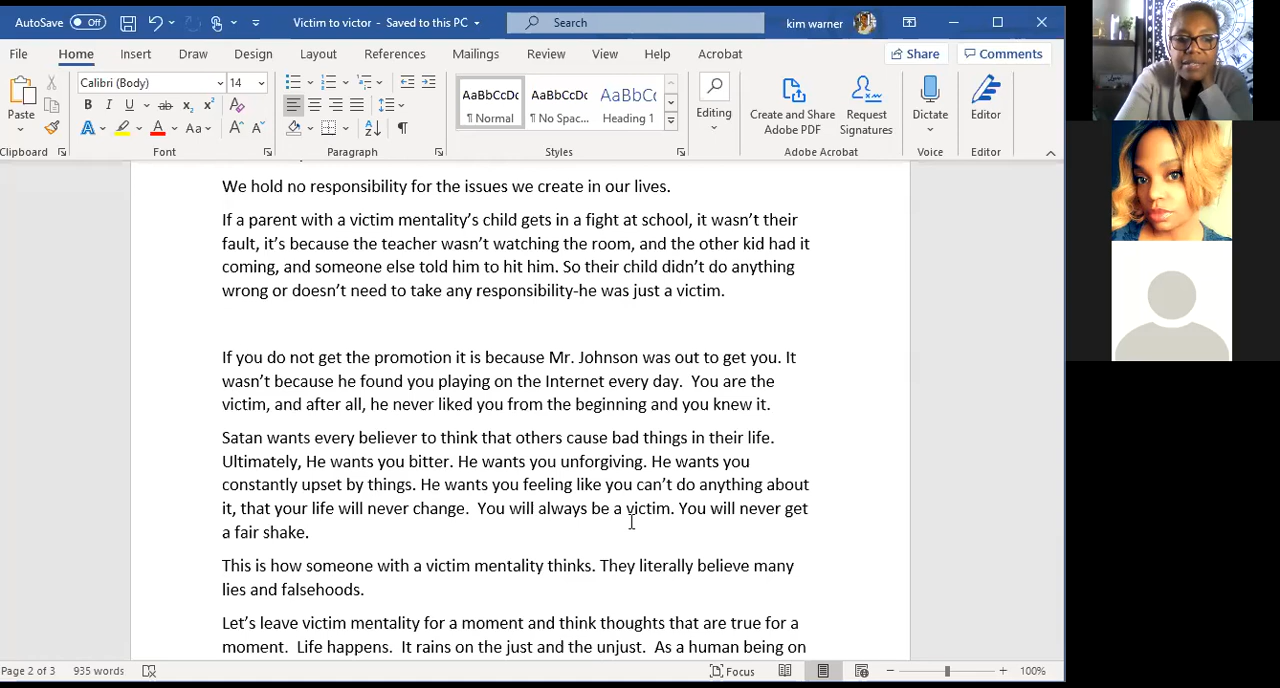 AutoSave Off Victim to victor - Saved to this PC Search kim warner
File Home Insert Draw Design Layout References Mailings Review View Help Acrobat Share Comments
Calibri (Body) 14
Paste
B I U ab x2 x2
A A Aa A A
AaBbCcDc AaBbCcDc AaBbC(
¶ Normal ¶ No Spac... Heading 1
Editing
Create and Share
Adobe PDF
Request
Signatures
Dictate
Editor
Clipboard Font Paragraph Styles Adobe Acrobat Voice Editor
We hold no responsibility for the issues we create in our lives.
If a parent with a victim mentality’s child gets in a fight at school, it wasn’t their
fault, it’s because the teacher wasn’t watching the room, and the other kid had it
coming, and someone else told him to hit him. So their child didn’t do anything
wrong or doesn’t need to take any responsibility-he was just a victim.
If you do not get the promotion it is because Mr. Johnson was out to get you. It
wasn’t because he found you playing on the Internet every day.  You are the
victim, and after all, he never liked you from the beginning and you knew it.
Satan wants every believer to think that others cause bad things in their life.
Ultimately, He wants you bitter. He wants you unforgiving. He wants you
constantly upset by things. He wants you feeling like you can’t do anything about
it, that your life will never change.  You will always be a victim. You will never get
a fair shake.
This is how someone with a victim mentality thinks. They literally believe many
lies and falsehoods.
Let’s leave victim mentality for a moment and think thoughts that are true for a
moment.  Life happens.  It rains on the just and the unjust.  As a human being on
Page 2 of 3 935 words Focus 100%